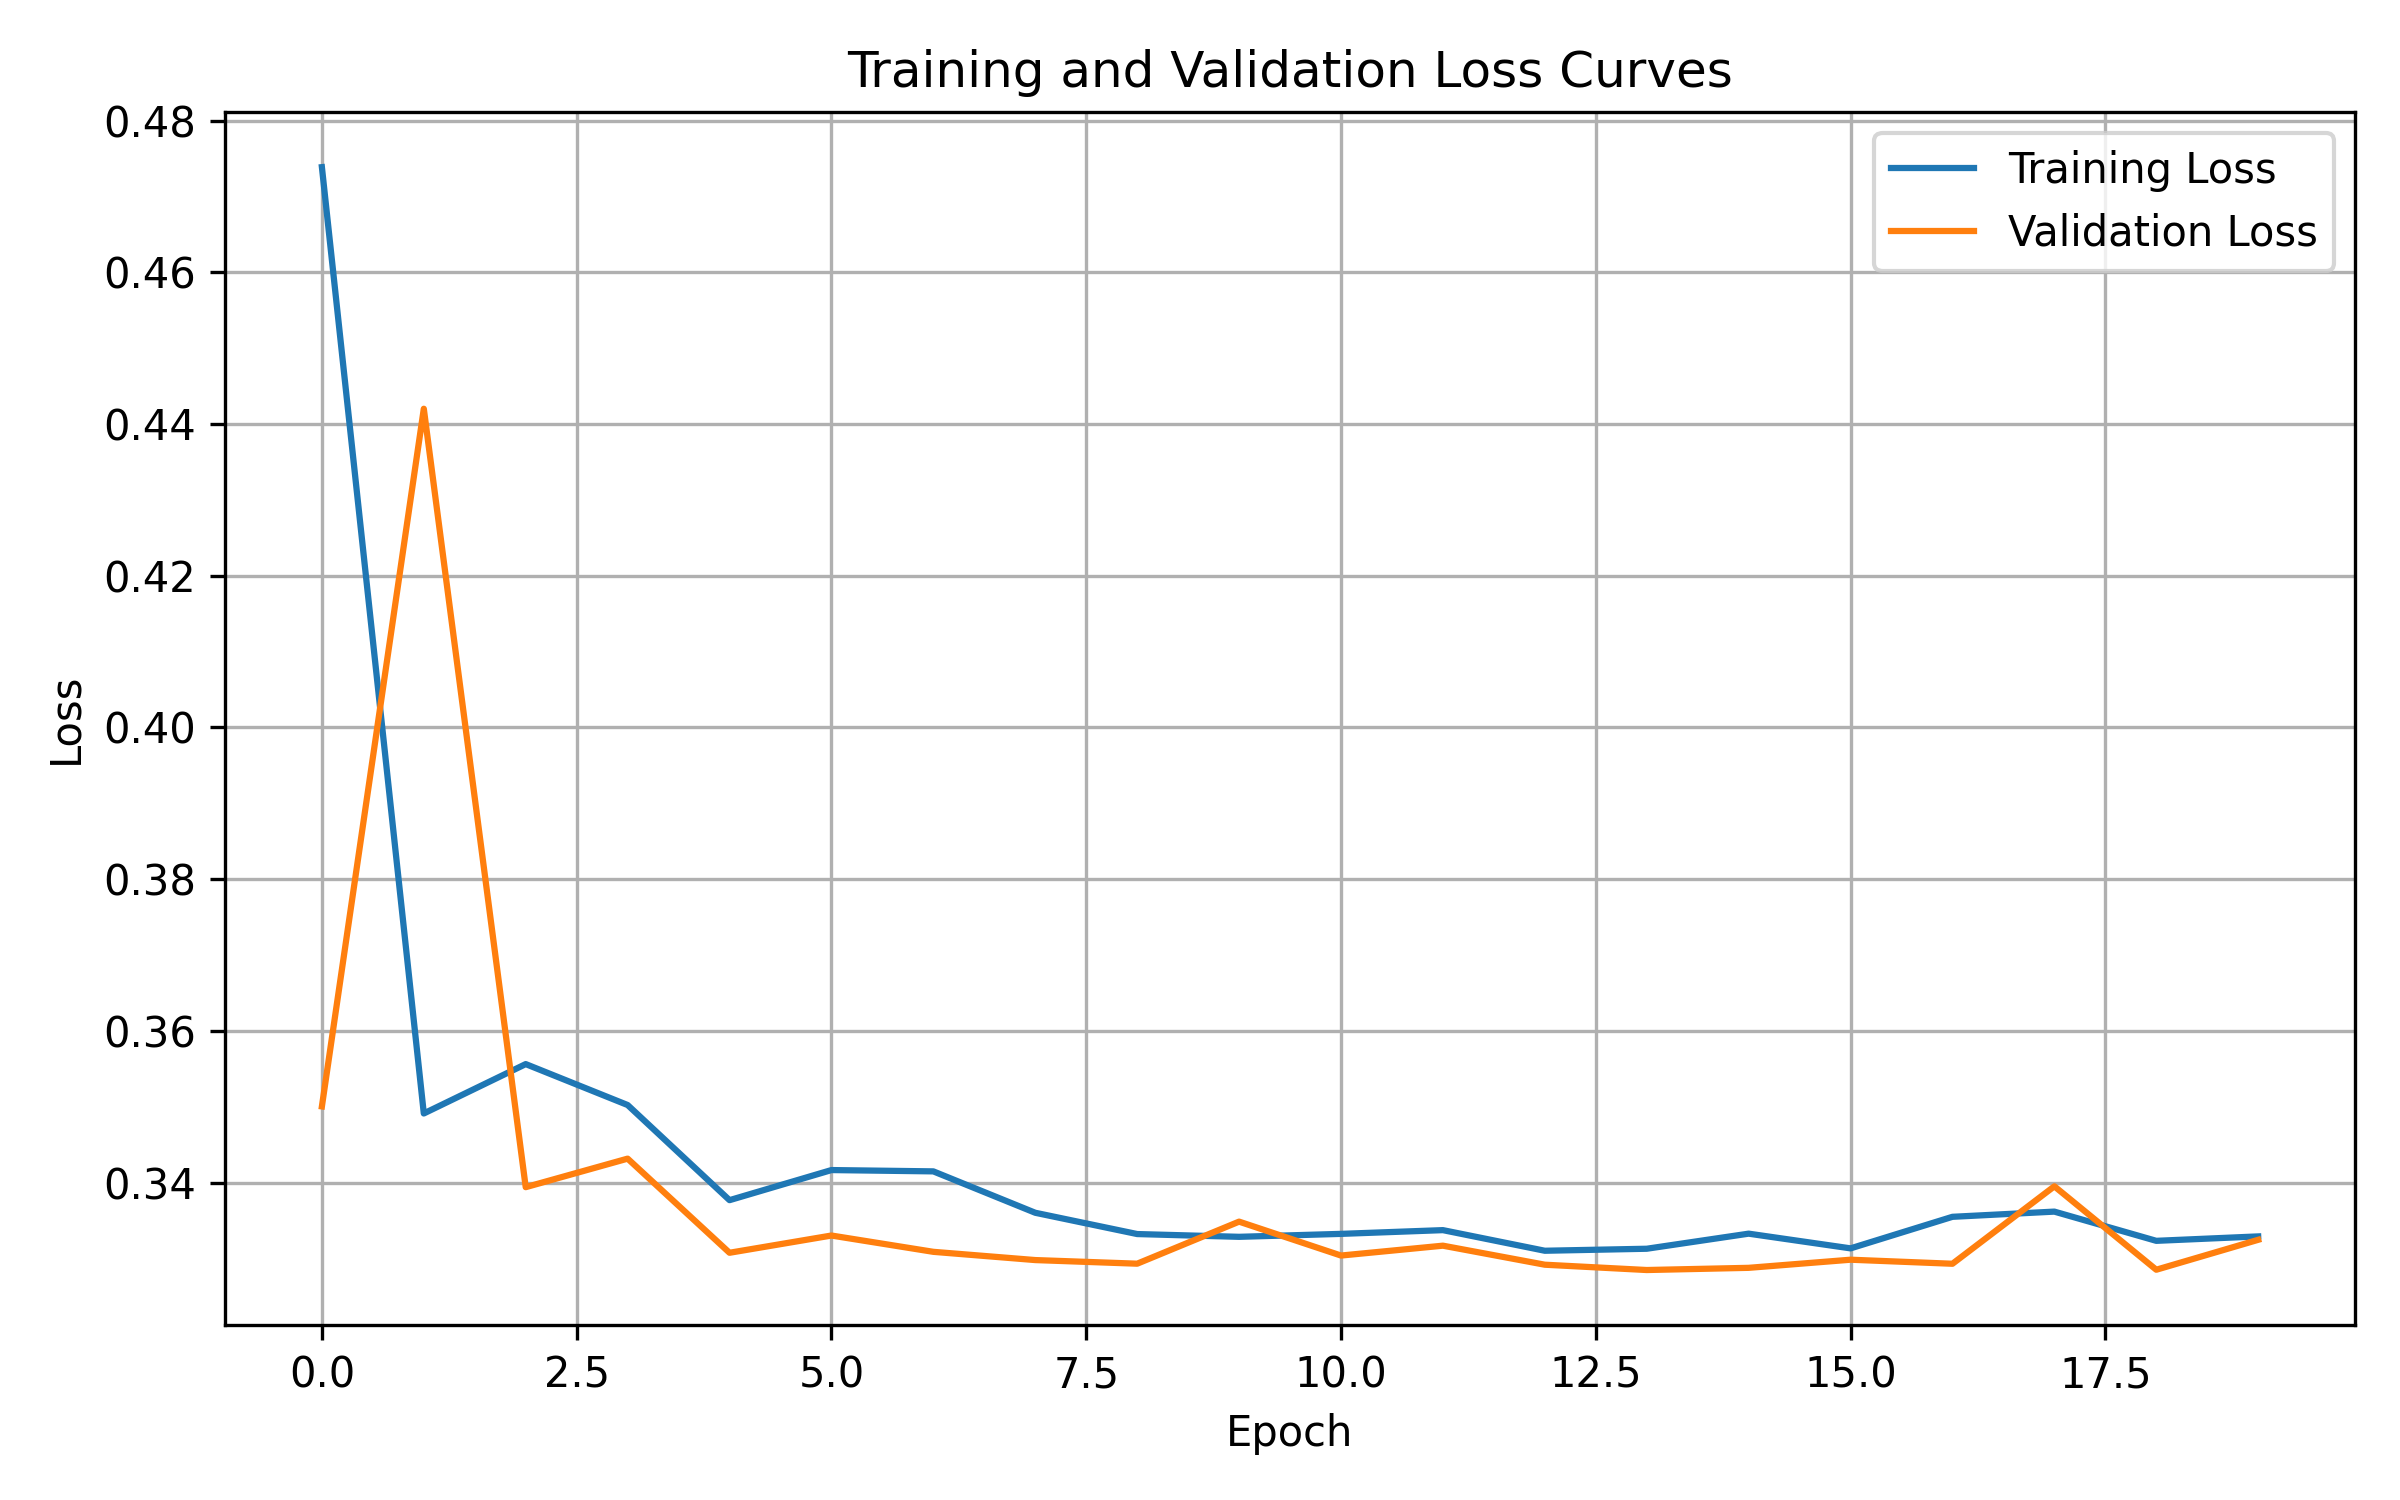 Training and Validation Loss Curves
Training Loss
Validation Loss
Loss
0.48
0.46
0.44
0.42
0.40
0.38
0.36
0.34
0.0 2.5 5.0 7.5 10.0 12.5 15.0 17.5
Epoch